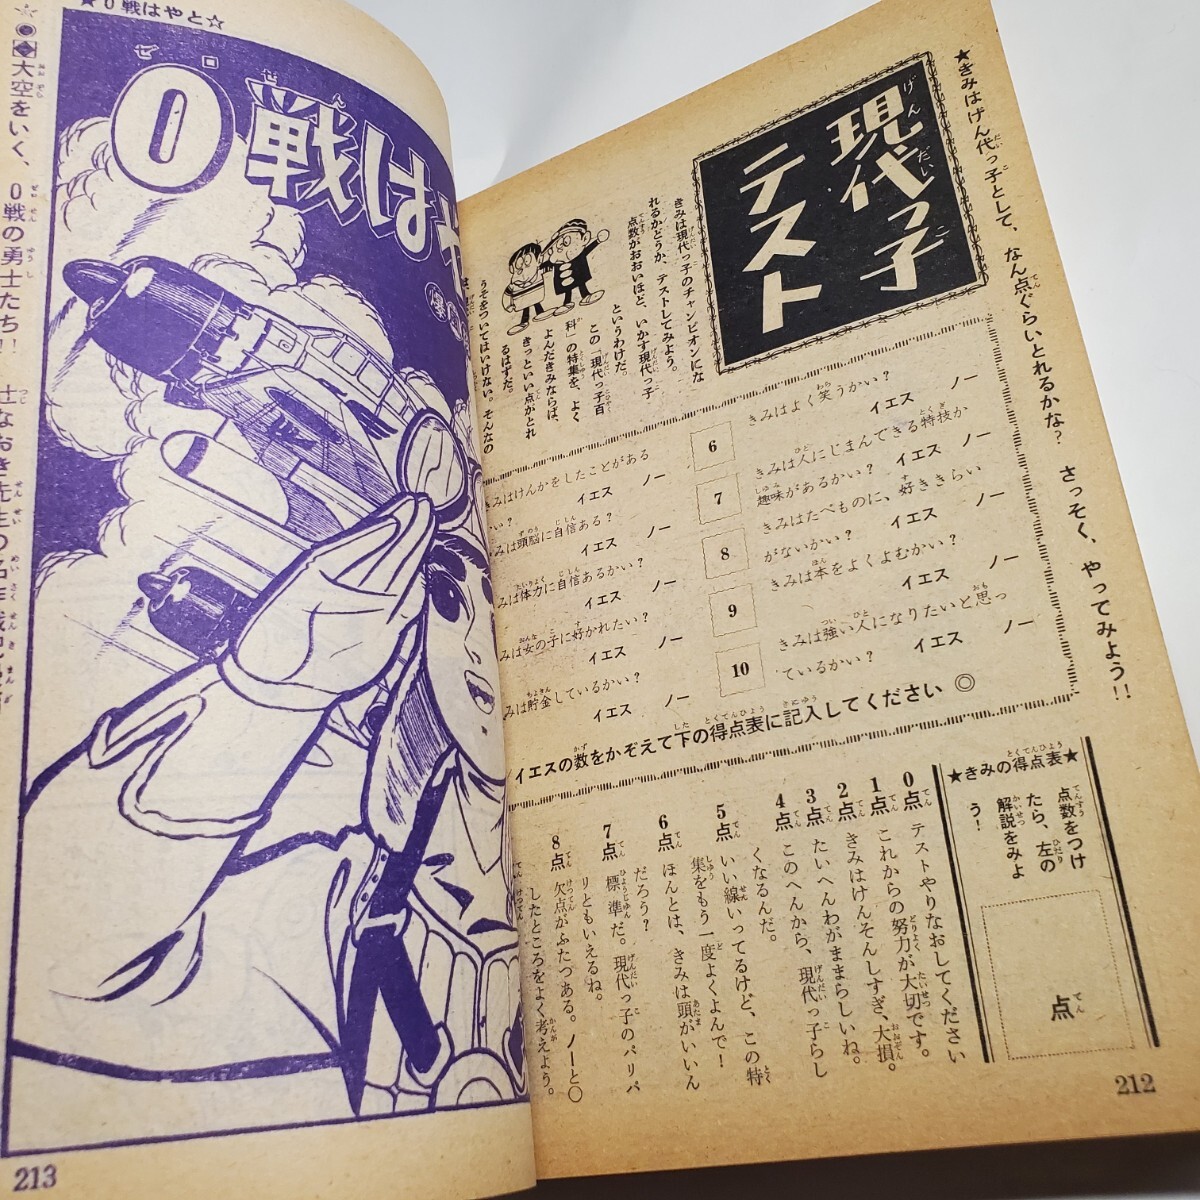 ★きみはげん代っ子として、なん点ぐらいとれるかな？　さっそく、やってみよう!!
現代っ子
テスト
きみは現代っ子のチャンピオンにな
れるかどうか、テストしてみよう。
点数がおおいほど、いかす現代っ子
というわけだ。
この「現代っ子百
科」の特集を、よく
よんだきみならば、
きっといい点がとれ
るはずだ。
うそをついてはいけない。そんなの
きみはけんかをしたことがある
かい？
イエス　ノー
みは頭脳に自信ある？
イエス　ノー
みは体力に自信あるかい？
イエス　ノー
みは女の子に好かれたい？
イエス　ノー
みは貯金しているかい？
イエス　ノー
6
きみはよく笑うかい？
イエス　ノー
7
きみは人にじまんできる特技か
趣味があるかい？
イエス　ノー
8
きみはたべものに、好ききらい
がないかい？
イエス　ノー
9
きみは本をよくよむかい？
イエス　ノー
10
きみは強い人になりたいと思っ
ているかい？
イエス　ノー
イエスの数をかぞえて下の得点表に記入してください ◎
★きみの得点表★
点数をつけ
たら、左の
解説をみよ
う！
点
0点　テストやりなおしてください
1点　これからの努力が大切です。
2点　きみはけんそんしすぎ、大損。
3点　たいへんわがままらしいね。
4点　このへんから、現代っ子らし
くなるんだ。
5点　いい線いってるけど、この特
集をもう一度よくよんで！
6点　ほんとは、きみは頭がいいん
だろう？
7点　標準だ。現代っ子のパリパ
リともいえるね。
8点　欠点がふたつある。ノーと○
したところをよく考えよう。
212
★0戦はやと☆
0戦はや
ゼロせん
☆●◆大空をいく、0戦の勇士たち!!
213